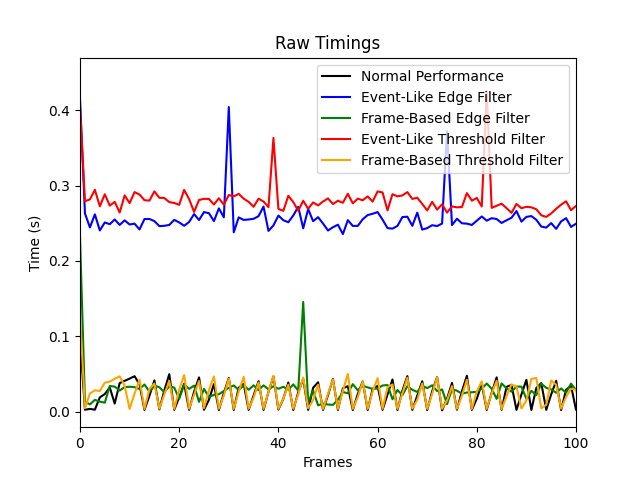 Raw Timings
Normal Performance
Event-Like Edge Filter
Frame-Based Edge Filter
Event-Like Threshold Filter
Frame-Based Threshold Filter
Time (s)
0.4
0.3
0.2
0.1
0.0
0 20 40 60 80 100
Frames